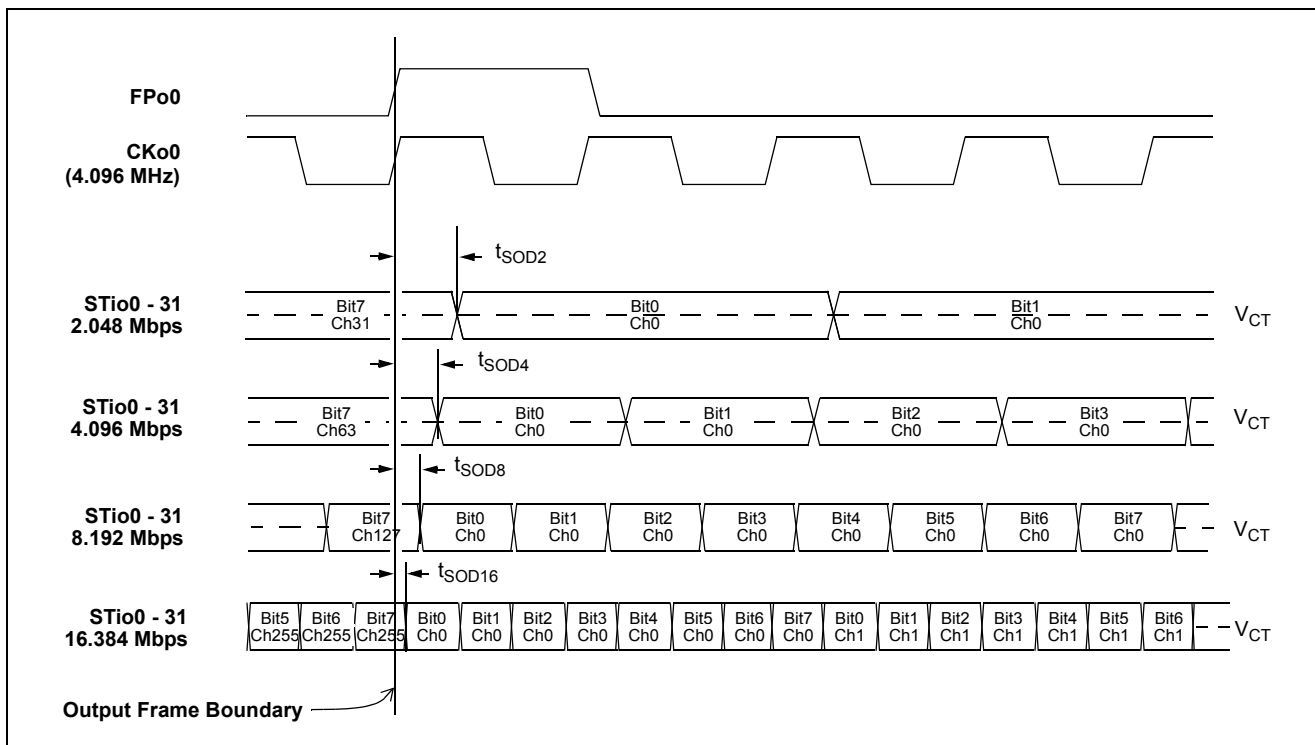 FPo0
CKo0
(4.096 MHz)
tSOD2
STio0 - 31
2.048 Mbps
Bit7
Ch31
Bit0
Ch0
Bit1
Ch0
VCT
tSOD4
STio0 - 31
4.096 Mbps
Bit7
Ch63
Bit0
Ch0
Bit1
Ch0
Bit2
Ch0
Bit3
Ch0
VCT
tSOD8
STio0 - 31
8.192 Mbps
Bit7
Ch127
Bit0
Ch0
Bit1
Ch0
Bit2
Ch0
Bit3
Ch0
Bit4
Ch0
Bit5
Ch0
Bit6
Ch0
Bit7
Ch0
VCT
tSOD16
STio0 - 31
16.384 Mbps
Bit5
Ch255
Bit6
Ch255
Bit7
Ch255
Bit0
Ch0
Bit1
Ch0
Bit2
Ch0
Bit3
Ch0
Bit4
Ch0
Bit5
Ch0
Bit6
Ch0
Bit7
Ch0
Bit0
Ch1
Bit1
Ch1
Bit2
Ch1
Bit3
Ch1
Bit4
Ch1
Bit5
Ch1
Bit6
Ch1
VCT
Output Frame Boundary